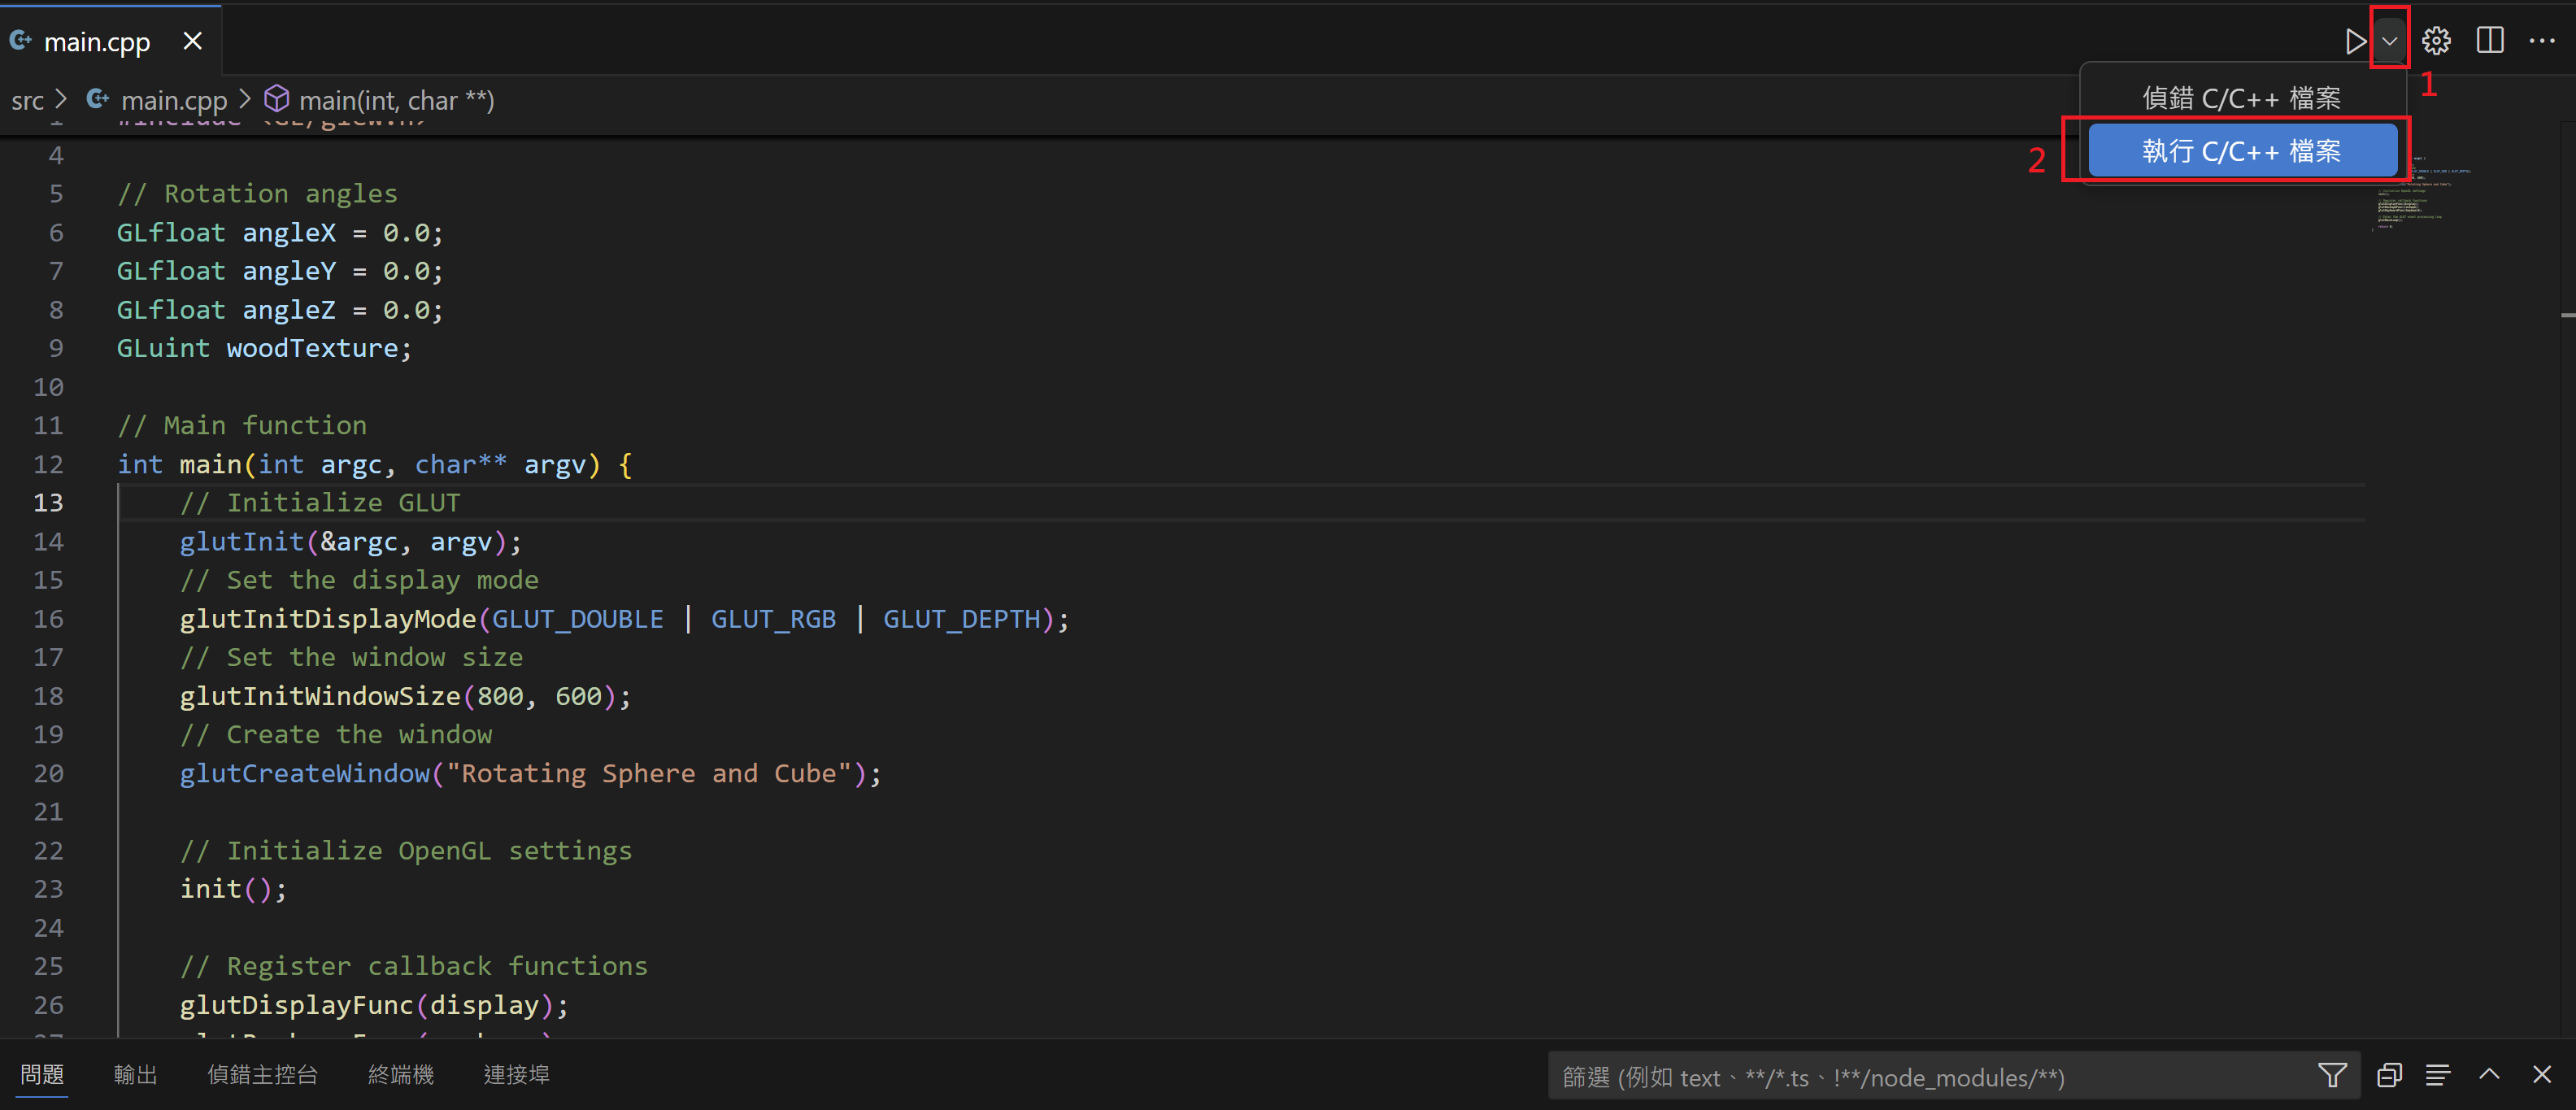 main.cpp
1
src > main.cpp > main(int, char **)
偵錯 C/C++ 檔案
2 執行 C/C++ 檔案
#include <GL/glew.h>
4
5 // Rotation angles
6 GLfloat angleX = 0.0;
7 GLfloat angleY = 0.0;
8 GLfloat angleZ = 0.0;
9 GLuint woodTexture;
10
11 // Main function
12 int main(int argc, char** argv) {
13 // Initialize GLUT
14 glutInit(&argc, argv);
15 // Set the display mode
16 glutInitDisplayMode(GLUT_DOUBLE | GLUT_RGB | GLUT_DEPTH);
17 // Set the window size
18 glutInitWindowSize(800, 600);
19 // Create the window
20 glutCreateWindow("Rotating Sphere and Cube");
21
22 // Initialize OpenGL settings
23 init();
24
25 // Register callback functions
26 glutDisplayFunc(display);
問題 輸出 偵錯主控台 終端機 連接埠 篩選 (例如 text、**/*.ts、!**/node_modules/**)